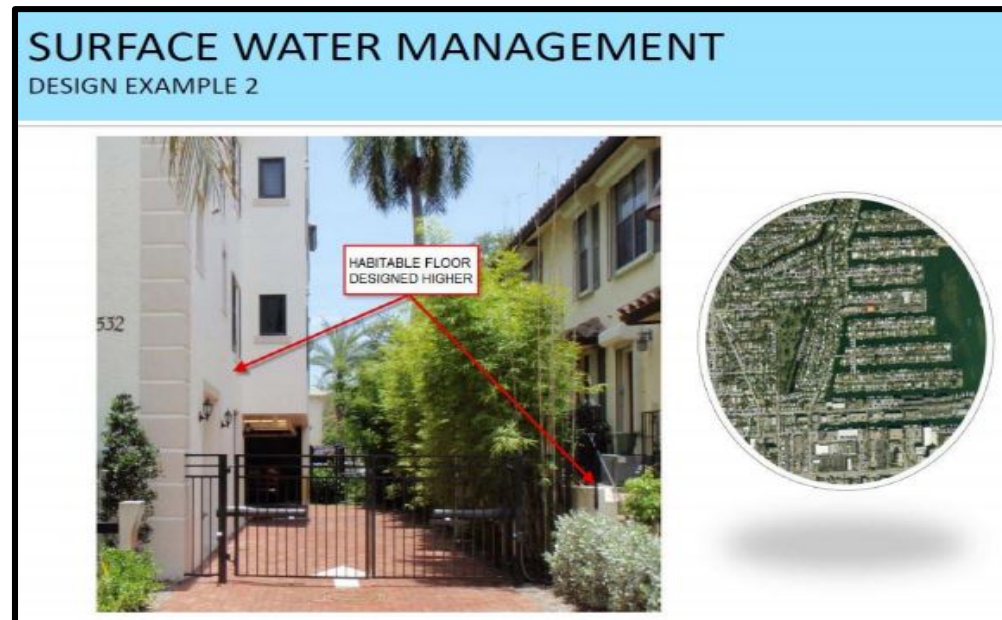 SURFACE WATER MANAGEMENT
DESIGN EXAMPLE 2
HABITABLE FLOOR
DESIGNED HIGHER
532